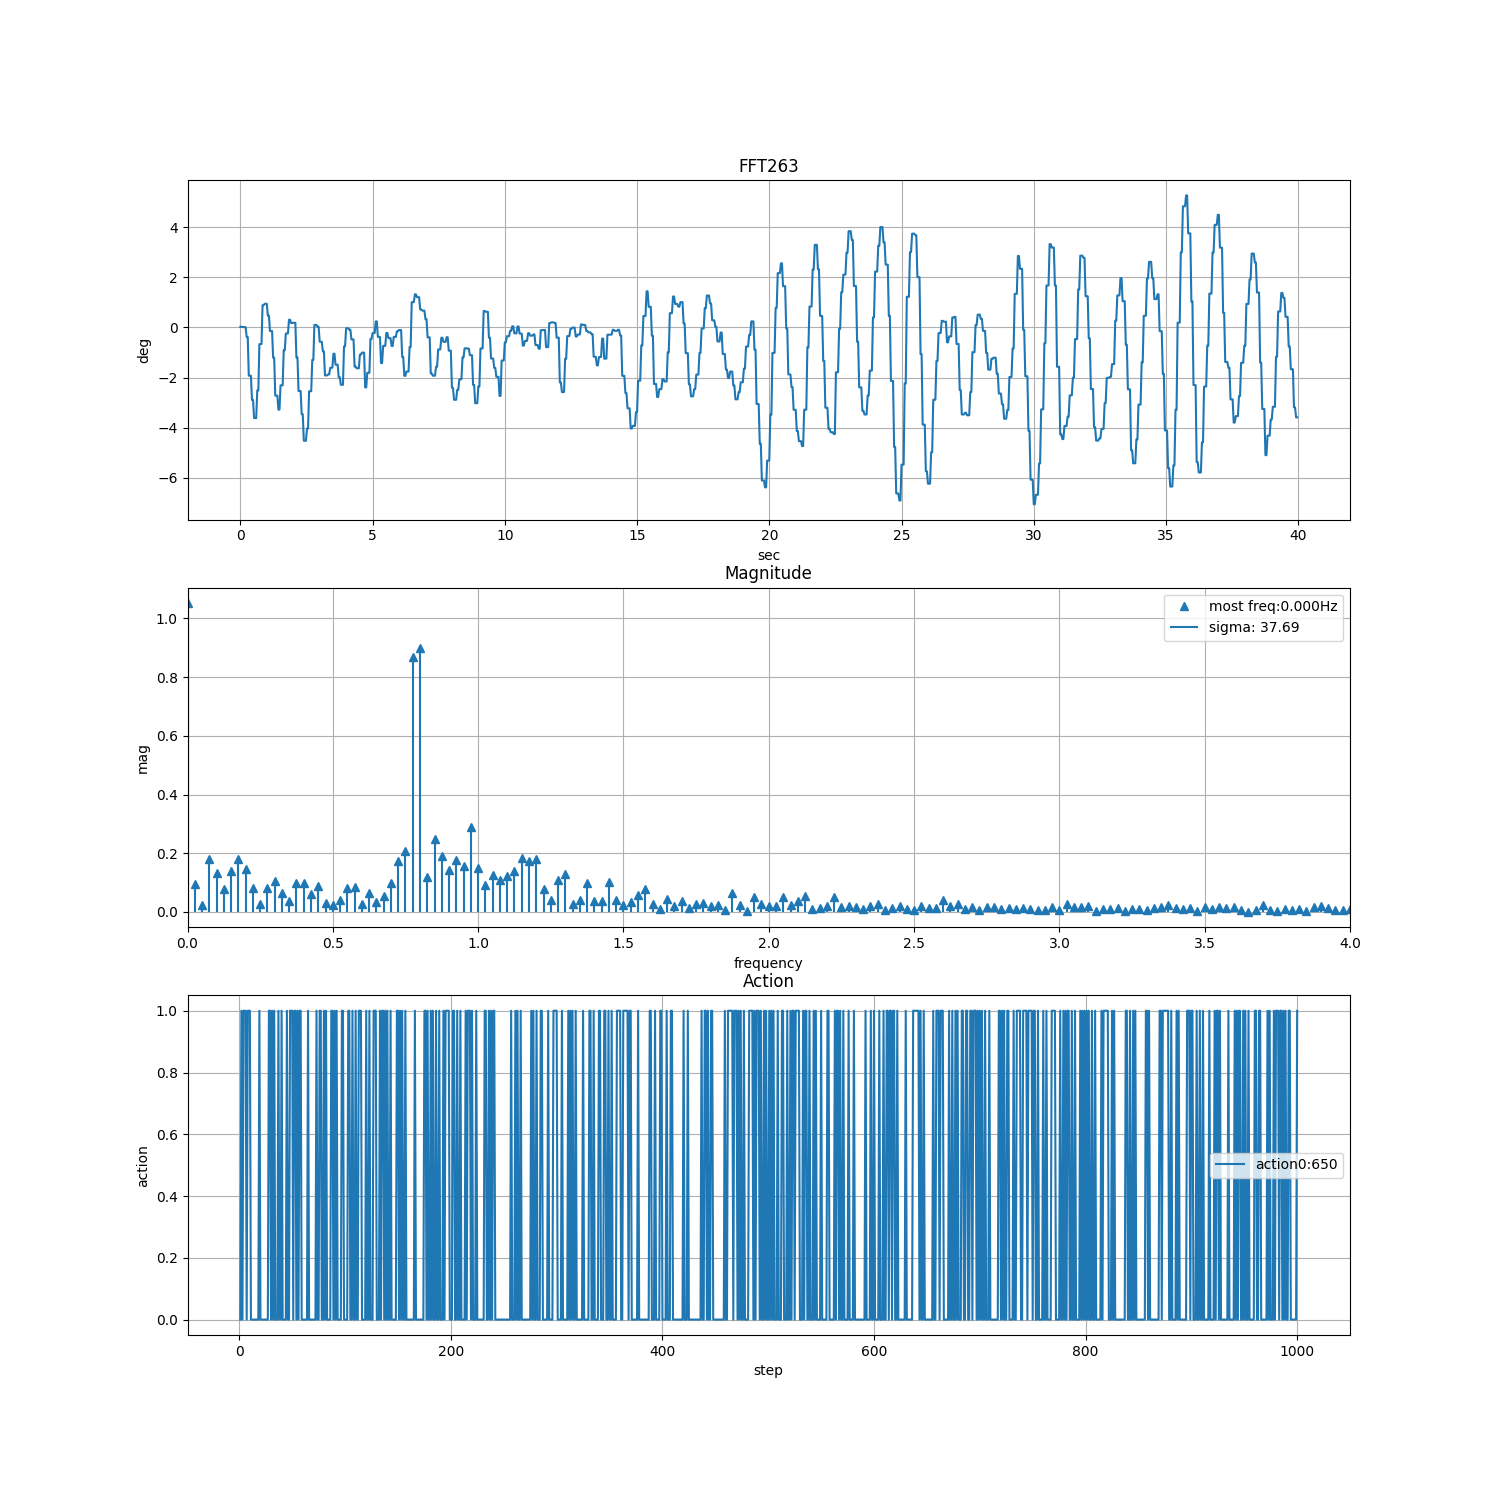 FFT263
4
2
0
−2
−4
−6
deg
0 5 10 15 20 25 30 35 40
sec
Magnitude
1.0
0.8
0.6
0.4
0.2
0.0
mag
most freq:0.000Hz
sigma: 37.69
0.0 0.5 1.0 1.5 2.0 2.5 3.0 3.5 4.0
frequency
Action
1.0
0.8
0.6
0.4
0.2
0.0
action
action0:650
0 200 400 600 800 1000
step